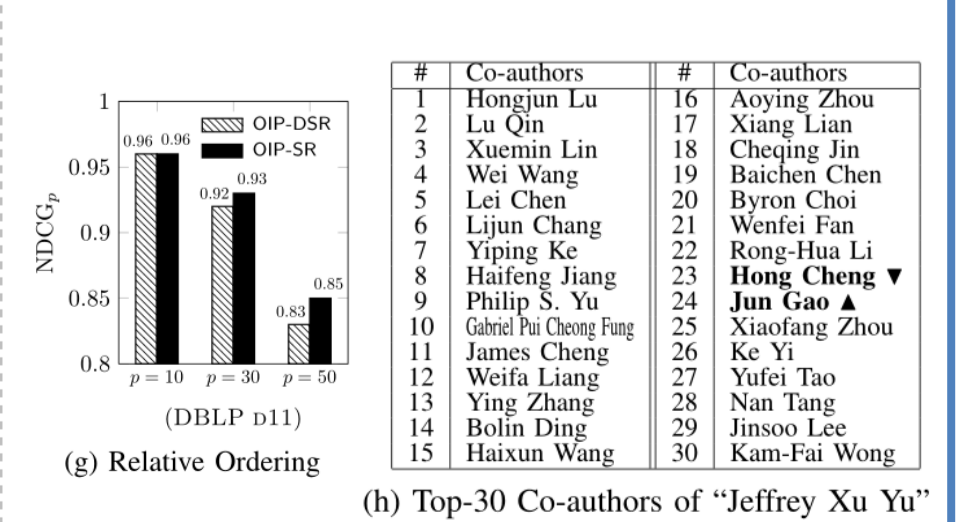 1
0.95
0.9
0.85
0.8
NDCGp
OIP-DSR
OIP-SR
0.96 0.96
0.92 0.93
0.83 0.85
p = 10 p = 30 p = 50
(DBLP D11)
(g) Relative Ordering
# Co-authors # Co-authors
1 Hongjun Lu 16 Aoying Zhou
2 Lu Qin 17 Xiang Lian
3 Xuemin Lin 18 Cheqing Jin
4 Wei Wang 19 Baichen Chen
5 Lei Chen 20 Byron Choi
6 Lijun Chang 21 Wenfei Fan
7 Yiping Ke 22 Rong-Hua Li
8 Haifeng Jiang 23 Hong Cheng ▼
9 Philip S. Yu 24 Jun Gao ▲
10 Gabriel Pui Cheong Fung 25 Xiaofang Zhou
11 James Cheng 26 Ke Yi
12 Weifa Liang 27 Yufei Tao
13 Ying Zhang 28 Nan Tang
14 Bolin Ding 29 Jinsoo Lee
15 Haixun Wang 30 Kam-Fai Wong
(h) Top-30 Co-authors of “Jeffrey Xu Yu”